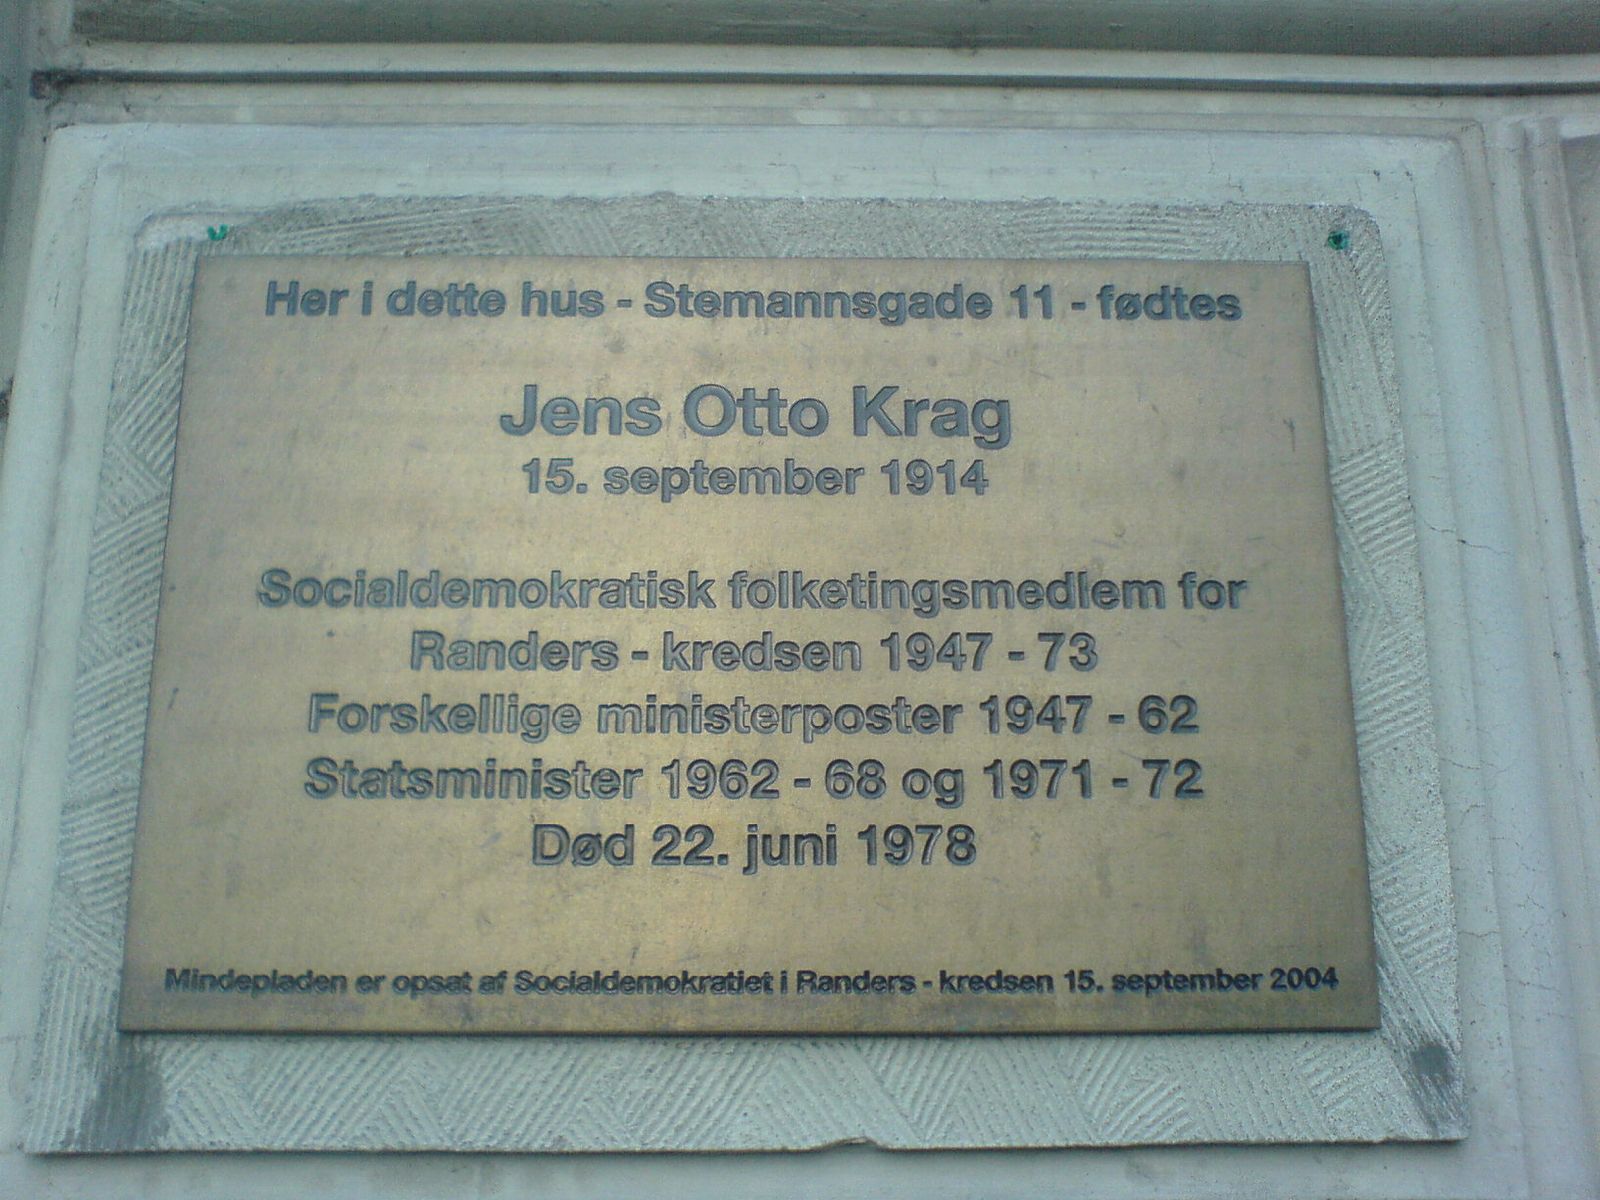 Her i dette hus - Stemannsgade 11 - fødtes
Jens Otto Krag
15. september 1914
Socialdemokratisk folketingsmedlem for
Randers - kredsen 1947 - 73
Forskellige ministerposter 1947 - 62
Statsminister 1962 - 68 og 1971 - 72
Død 22. juni 1978
Mindepladen er opsat af Socialdemokratiet i Randers - kredsen 15. september 2004